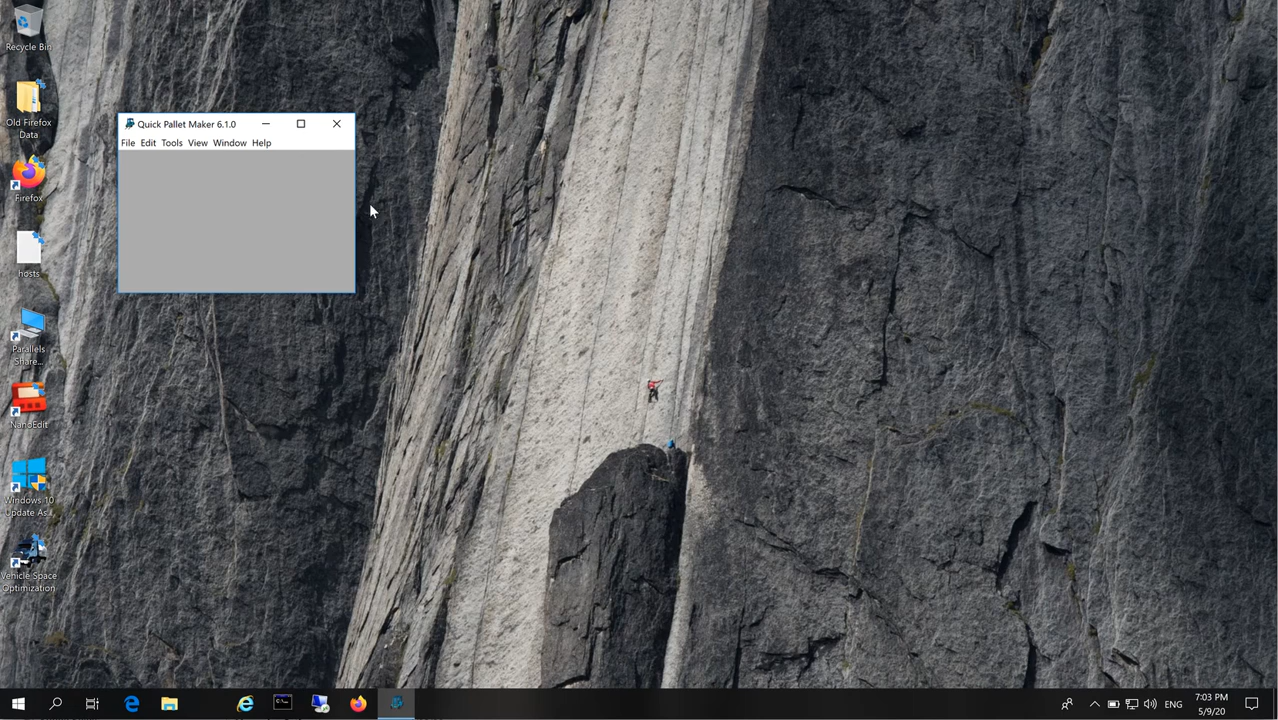 Recycle Bin
Old Firefox
Data
Firefox
hosts
Parallels
Share...
NanoEdit
Windows 10
Update As...
Vehicle Space
Optimization
Quick Pallet Maker 6.1.0
File Edit Tools View Window Help
ENG
7:03 PM
5/9/20